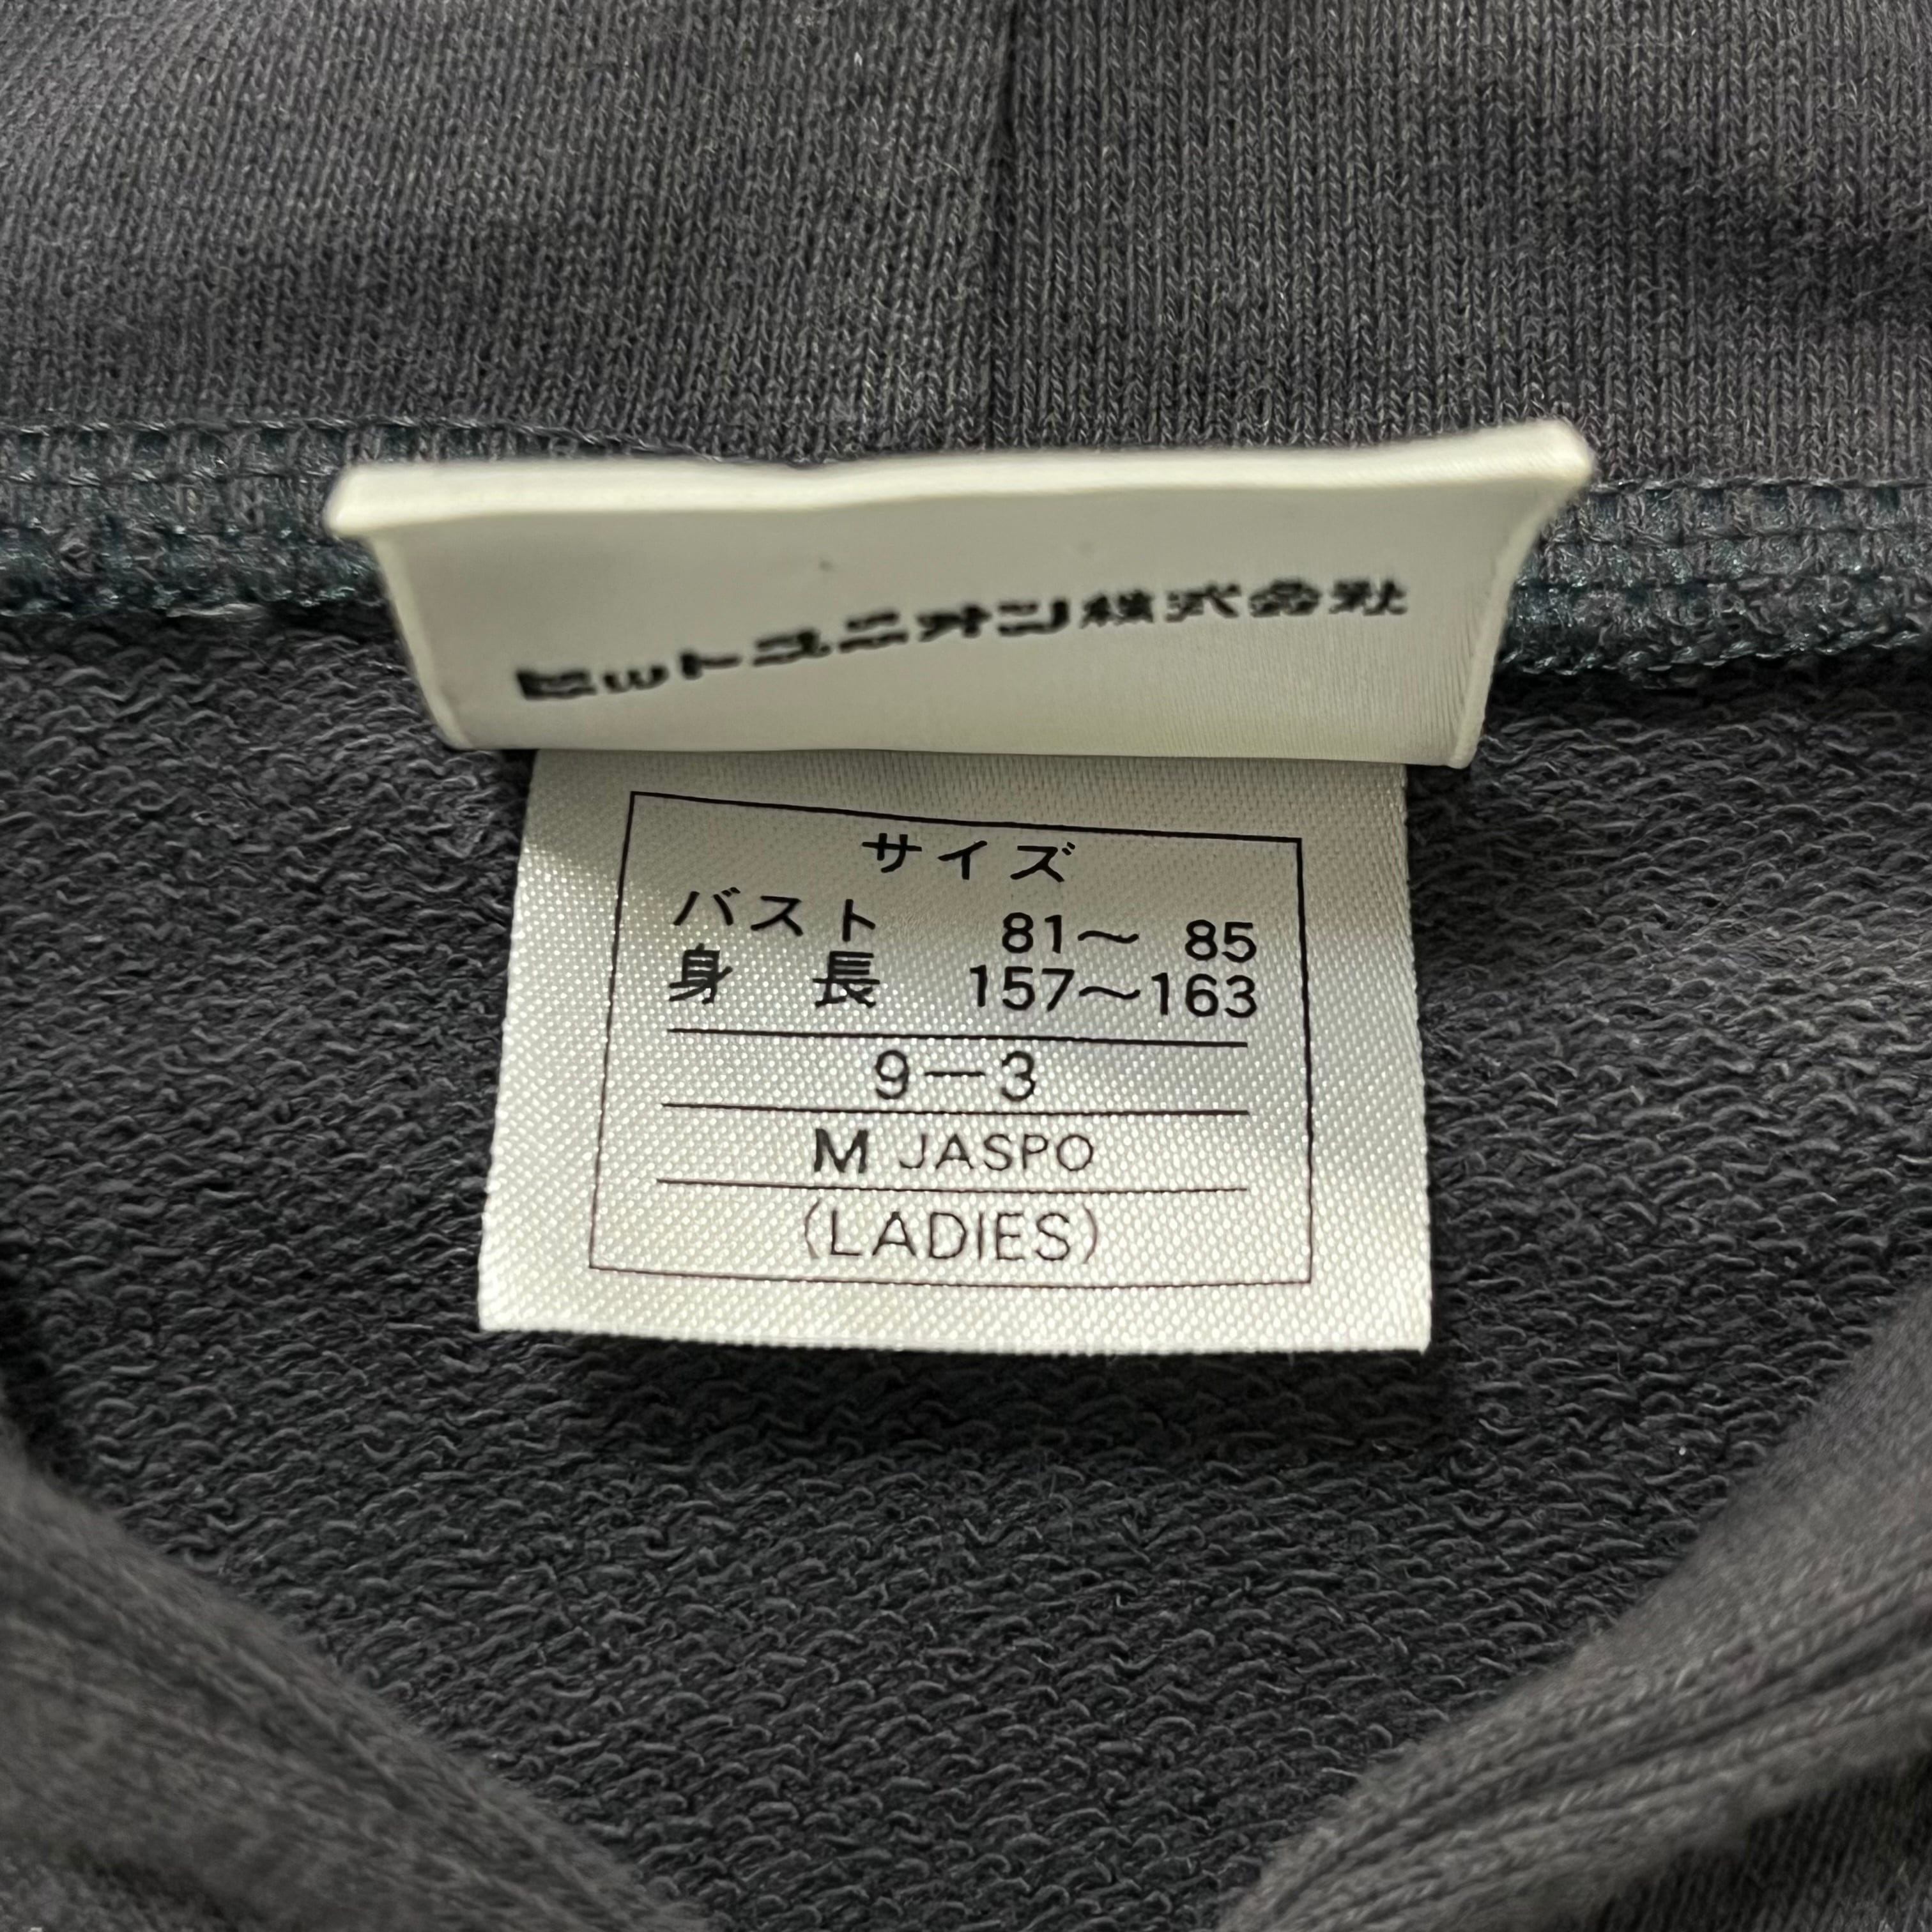 ヒットユニオン株式会社
サイズ
バスト 81〜 85
身長 157〜163
9－3
M JASPO
(LADIES)